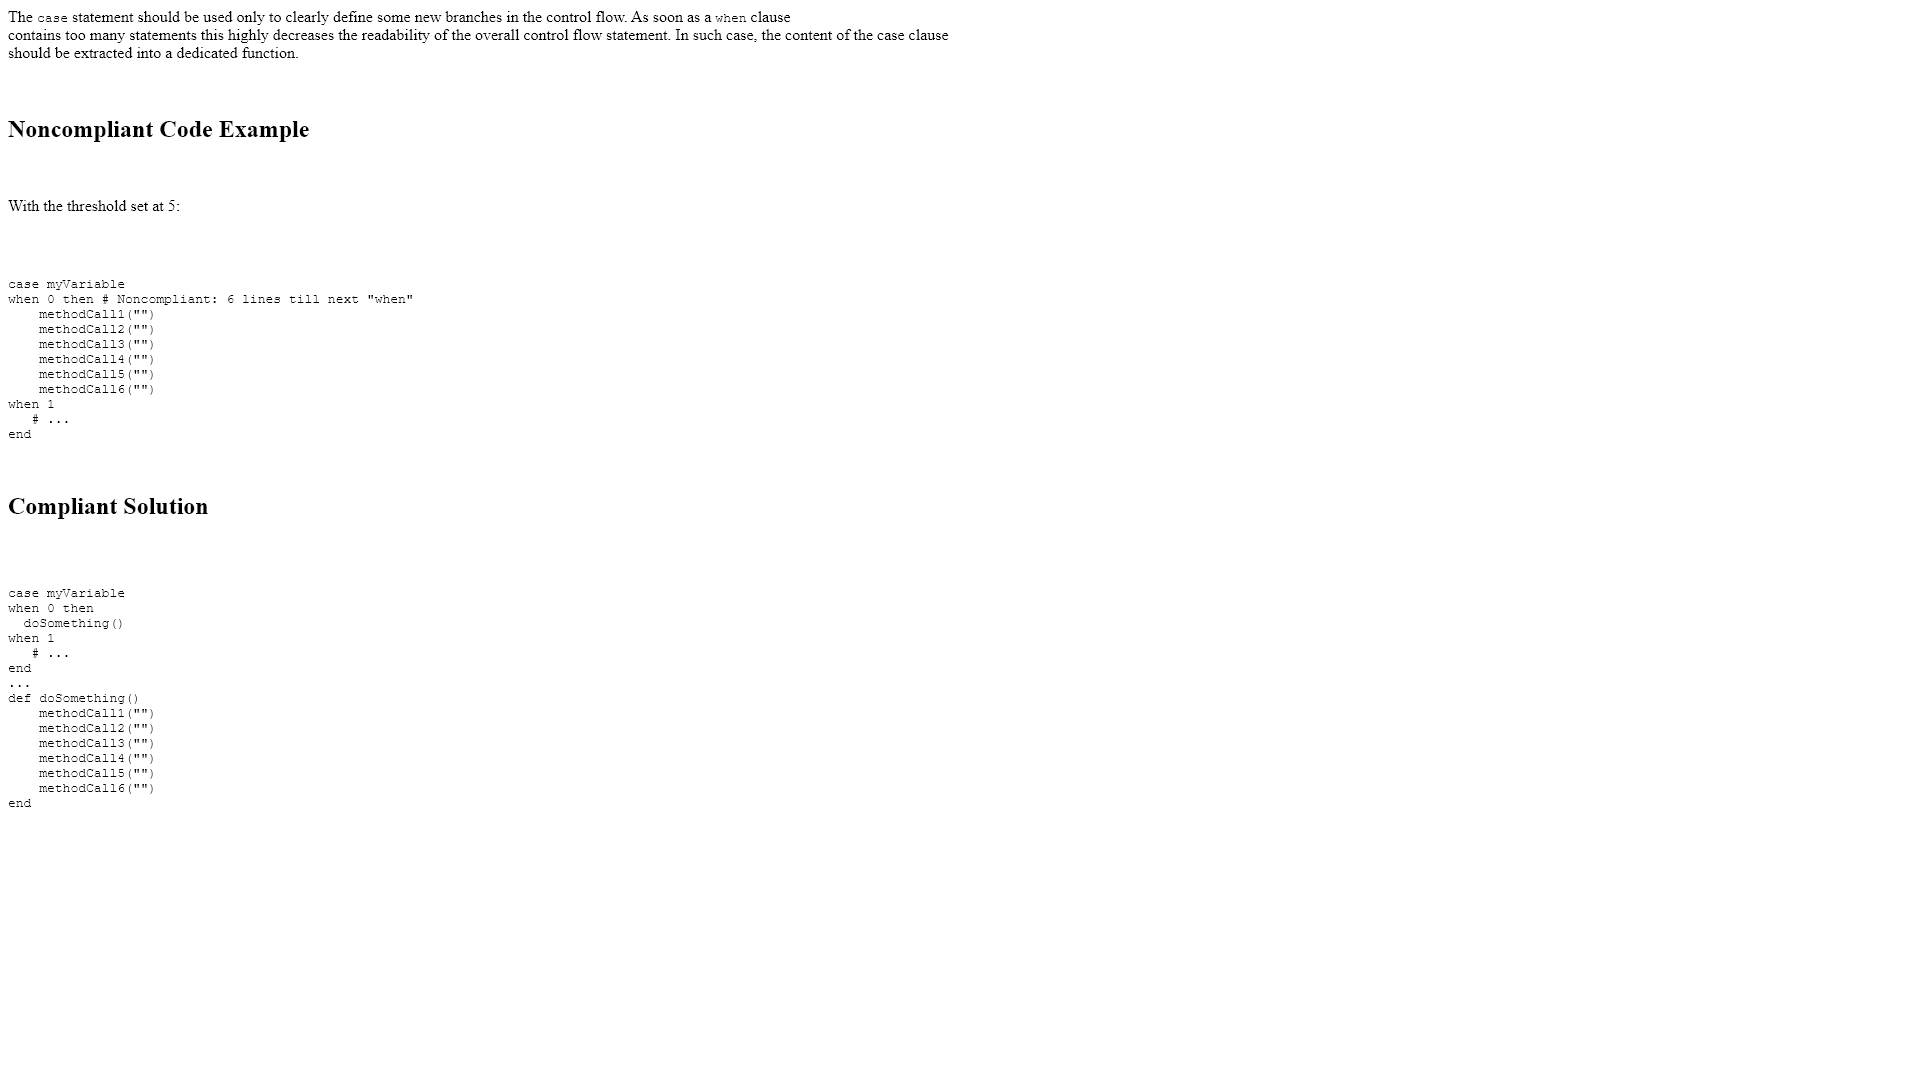 The case statement should be used only to clearly define some new branches in the control flow. As soon as a when clause
contains too many statements this highly decreases the readability of the overall control flow statement. In such case, the content of the case clause
should be extracted into a dedicated function.
Noncompliant Code Example
With the threshold set at 5:
case myVariable
when 0 then # Noncompliant: 6 lines till next "when"
    methodCall1("")
    methodCall2("")
    methodCall3("")
    methodCall4("")
    methodCall5("")
    methodCall6("")
when 1
   # ...
end
Compliant Solution
case myVariable
when 0 then
  doSomething()
when 1
   # ...
end
...
def doSomething()
    methodCall1("")
    methodCall2("")
    methodCall3("")
    methodCall4("")
    methodCall5("")
    methodCall6("")
end